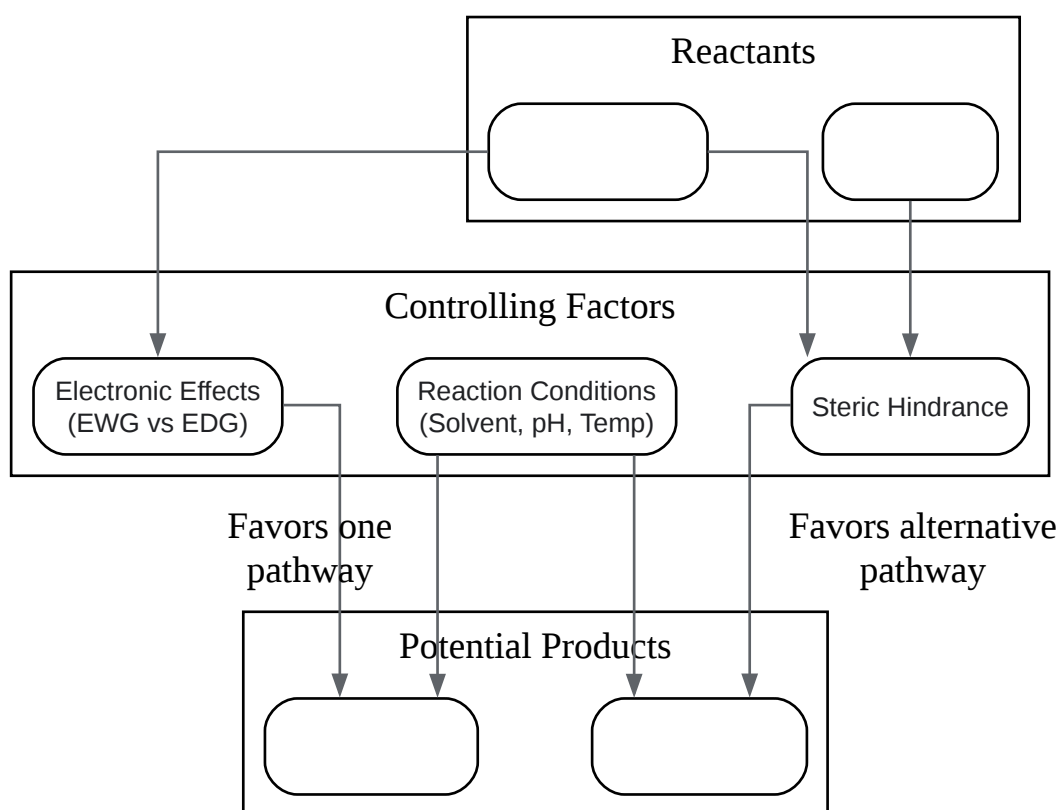 Reactants
Controlling Factors
Electronic Effects
(EWG vs EDG)
Reaction Conditions
(Solvent, pH, Temp)
Steric Hindrance
Favors one
pathway
Favors alternative
pathway
Potential Products